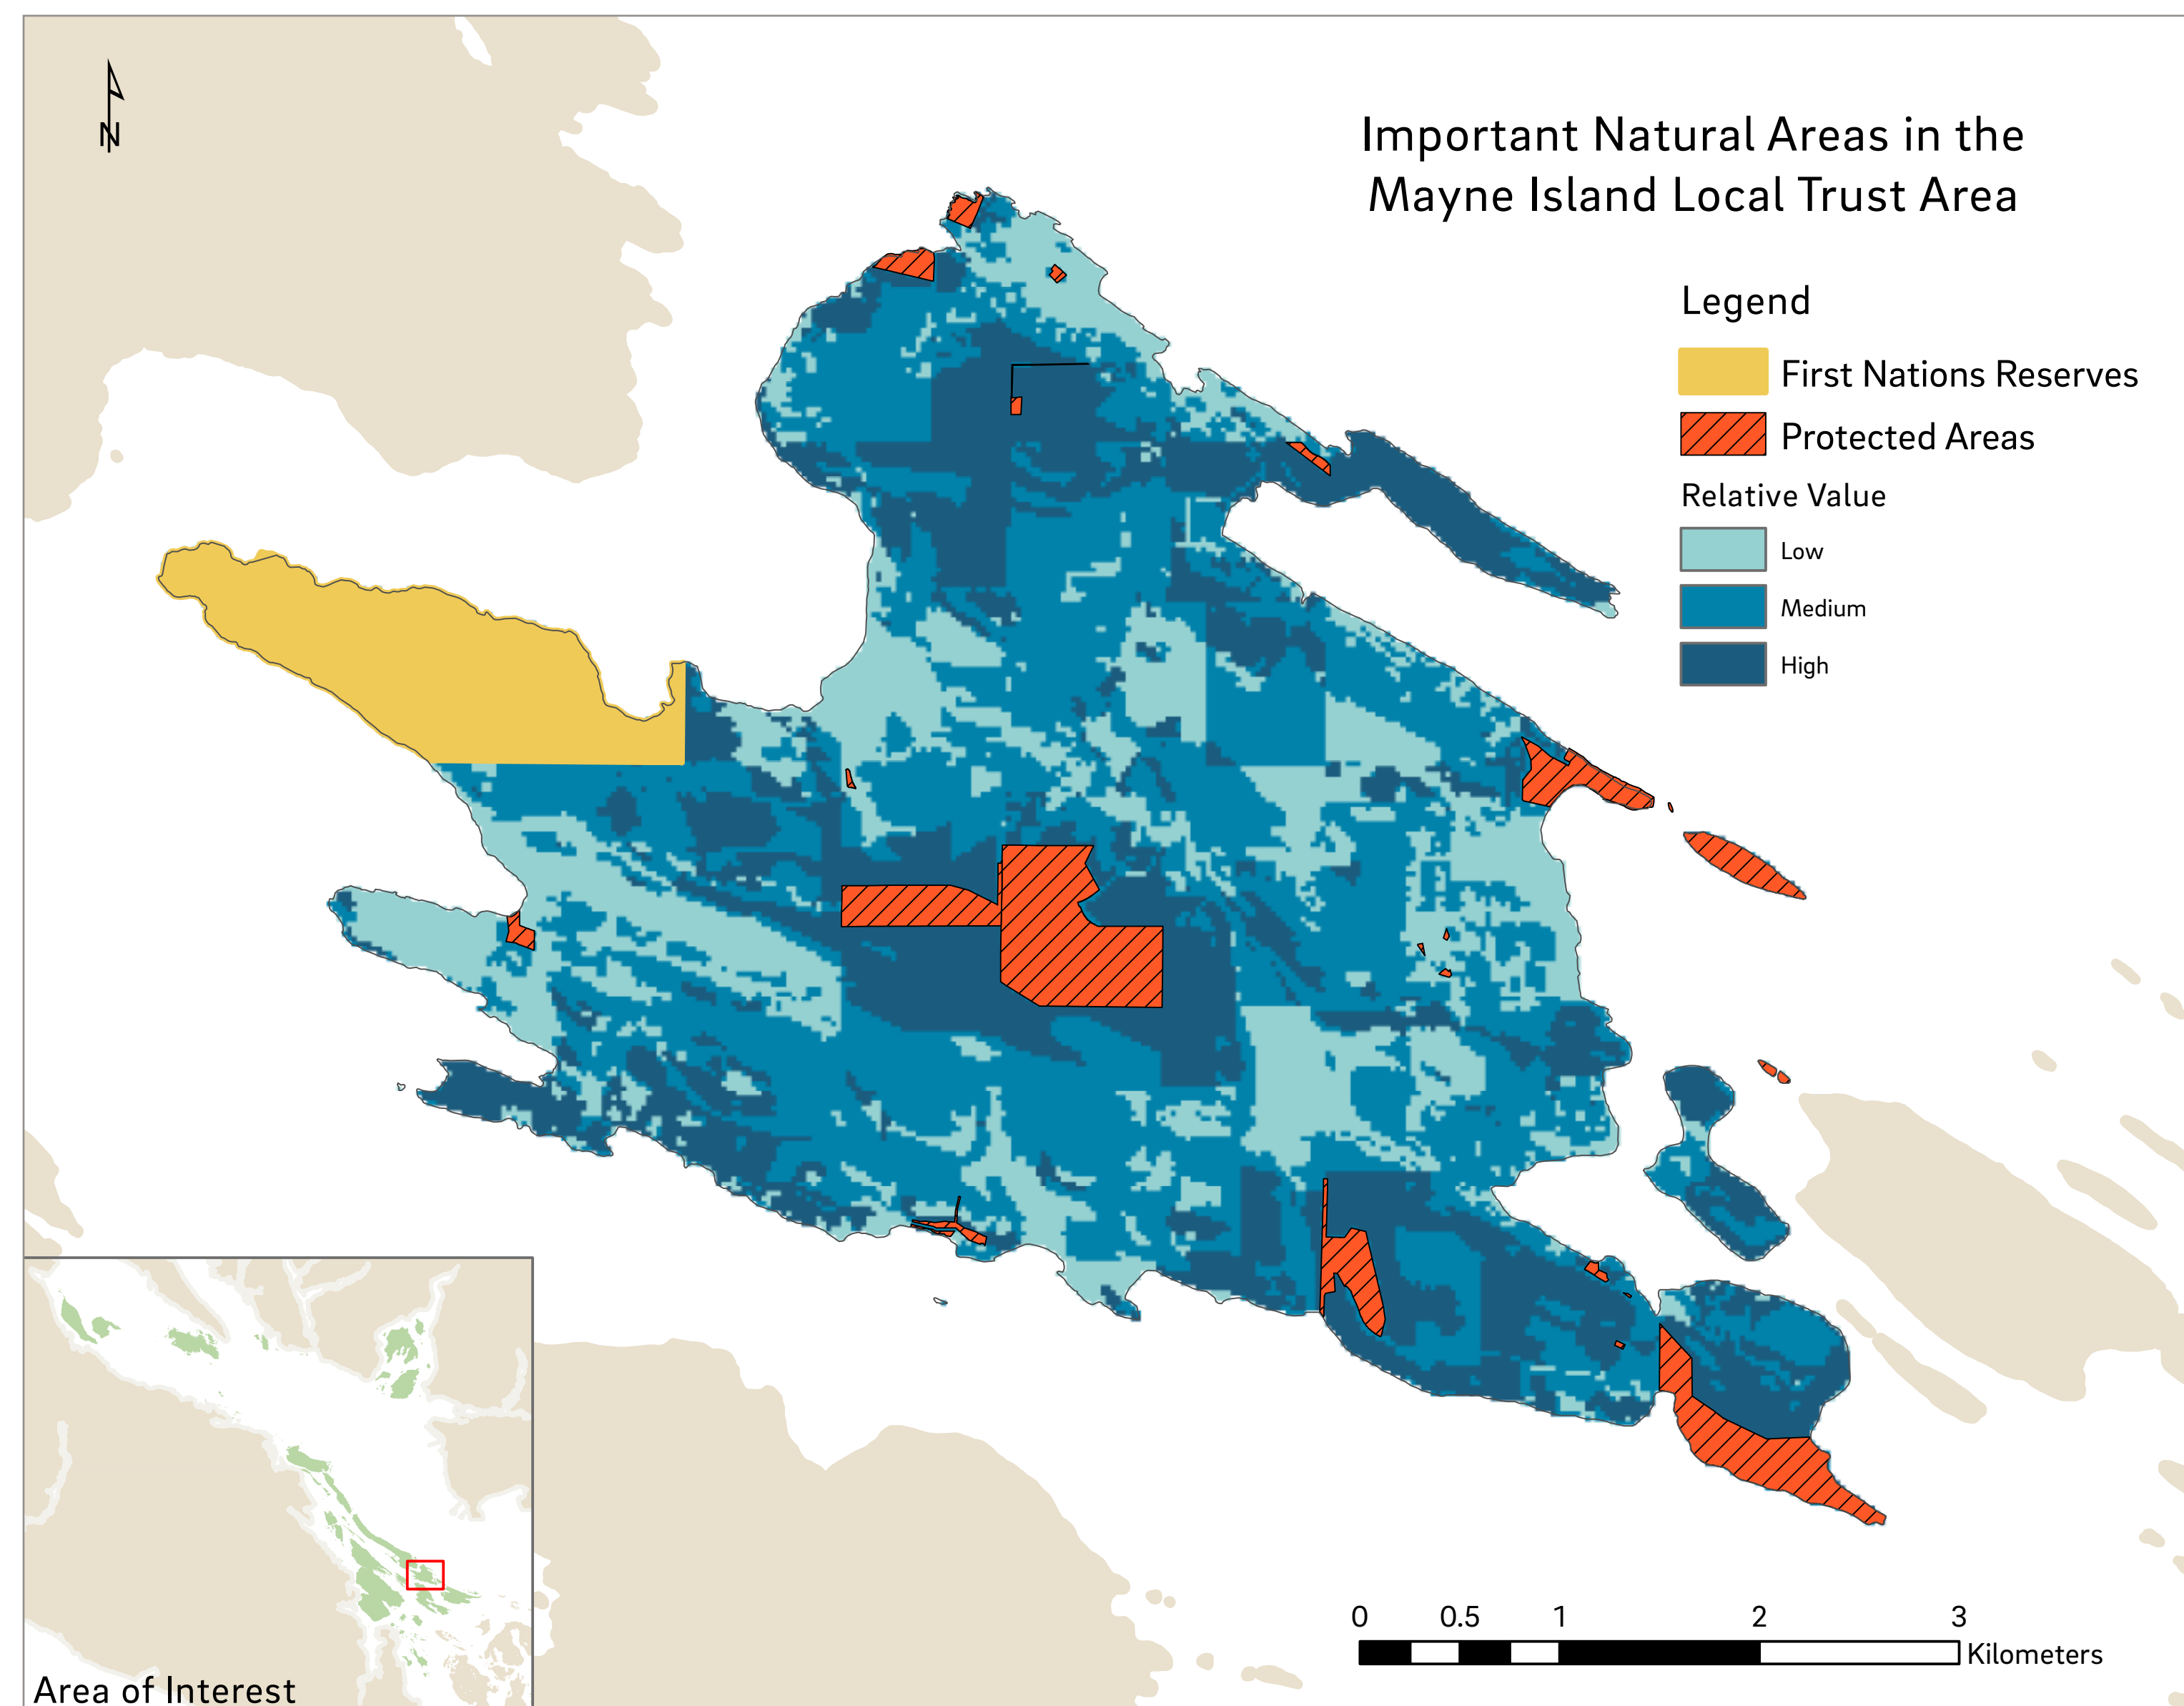 N
Important Natural Areas in the
Mayne Island Local Trust Area
Legend
First Nations Reserves
Protected Areas
Relative Value
Low
Medium
High
0 0.5 1 2 3
Kilometers
Area of Interest